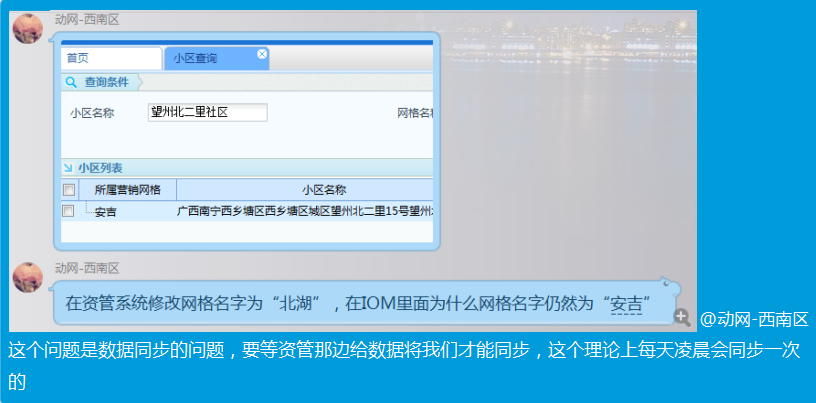 动网-西南区
首页
小区查询
查询条件
小区名称
望州北二里社区
小区列表
所属营销网格
小区名称
安吉
广西南宁西乡塘区西乡塘区城区望州北二里15号望州
动网-西南区
在资管系统修改网格名字为“北湖”，在IOM里面为什么网格名字仍然为“安吉”
@动网-西南区
这个问题是数据同步的问题，要等资管那边给数据将我们才能同步，这个理论上每天凌晨会同步一次
的